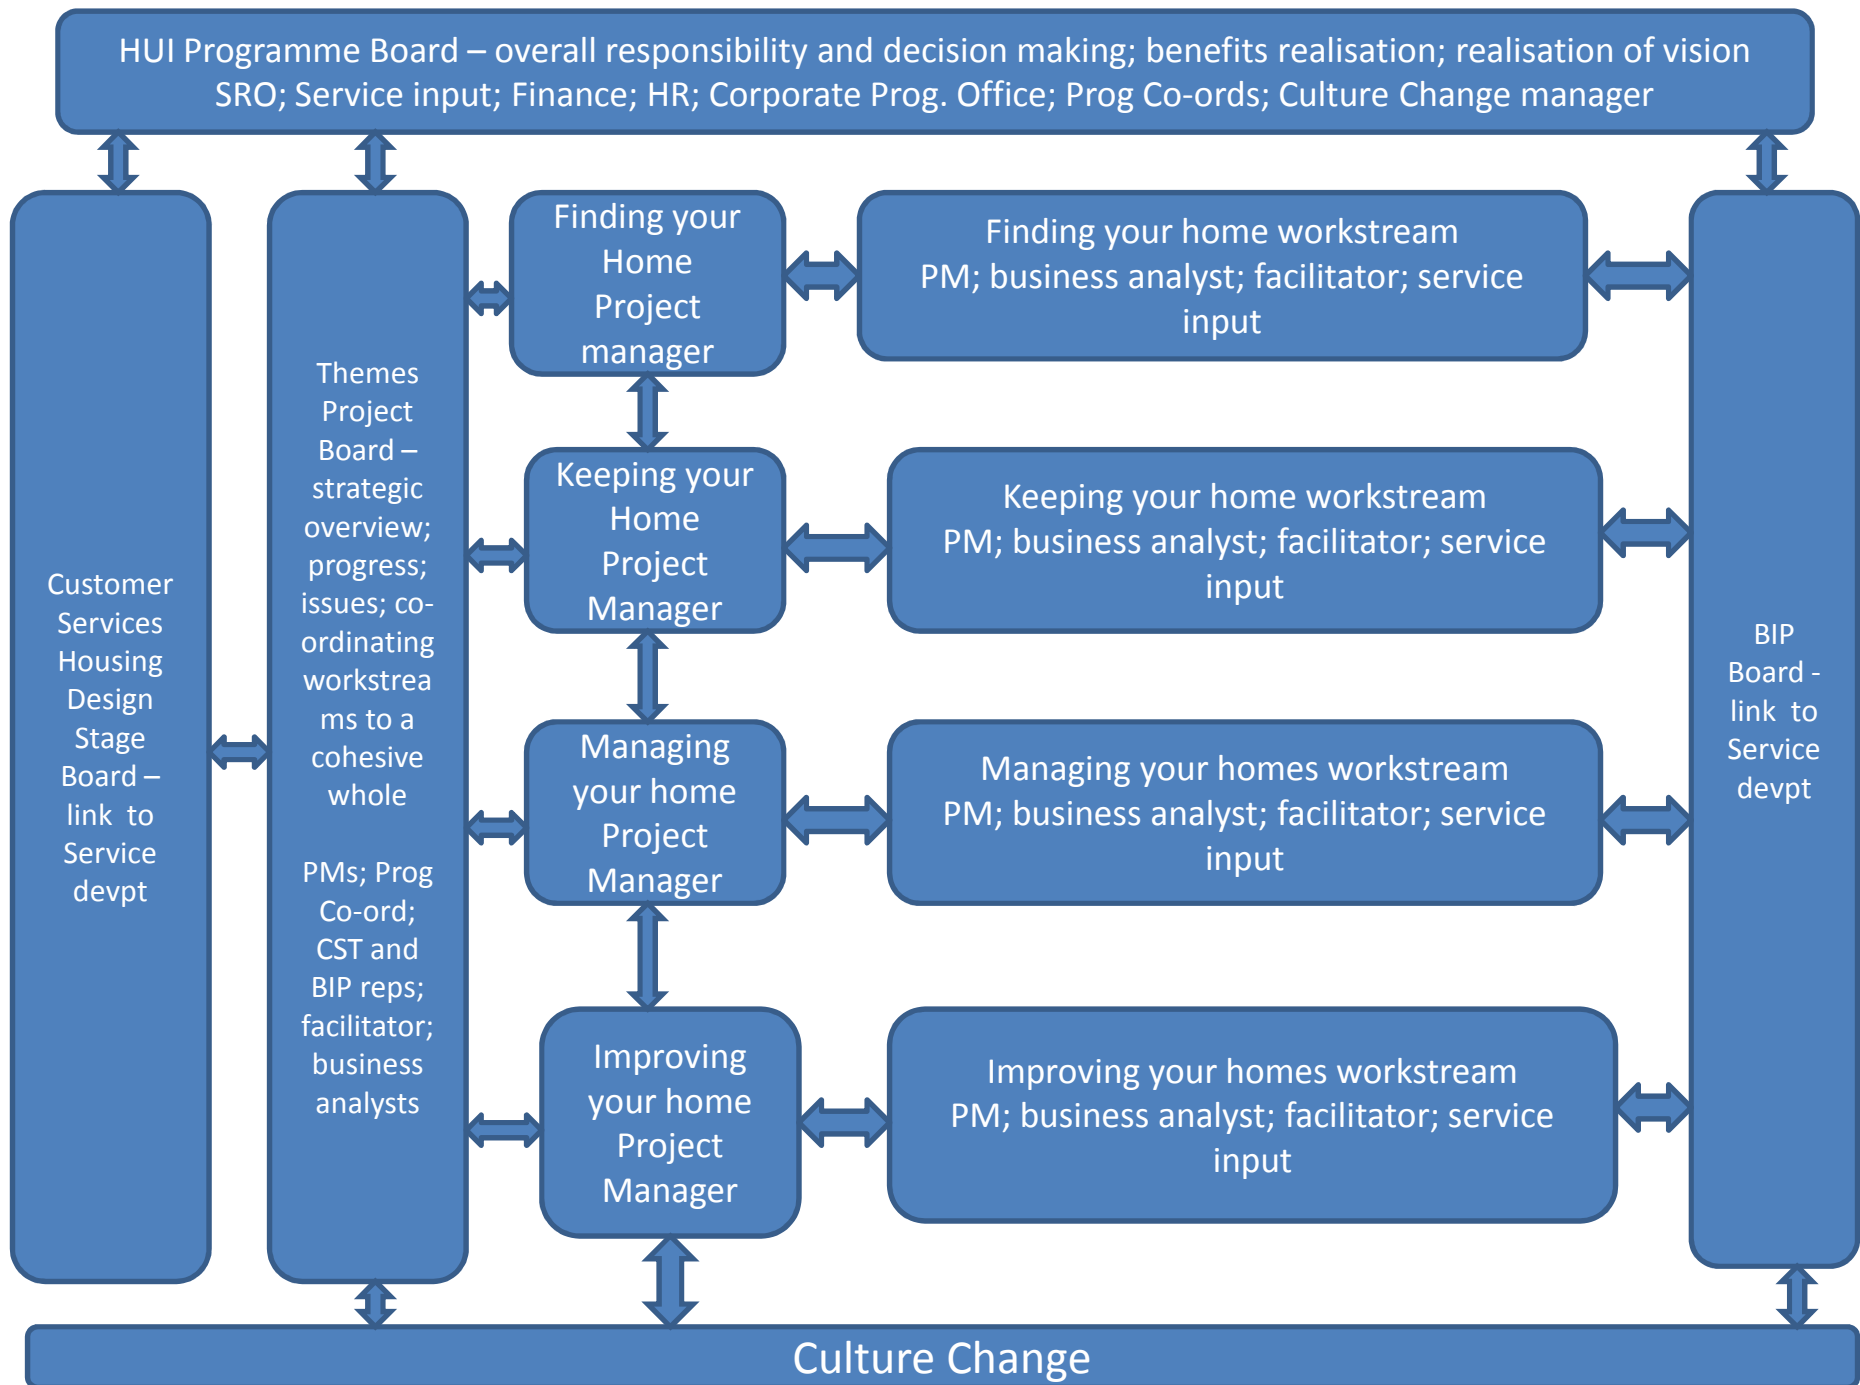 HUI Programme Board – overall responsibility and decision making; benefits realisation; realisation of vision
SRO; Service input; Finance; HR; Corporate Prog. Office; Prog Co-ords; Culture Change manager
Customer
Services
Housing
Design
Stage
Board –
link  to
Service
devpt
Themes
Project
Board –
strategic
overview;
progress;
issues; co-
ordinating
workstrea
ms to a
cohesive
whole
PMs; Prog
Co-ord;
CST and
BIP reps;
facilitator;
business
analysts
Finding your
Home
Project
manager
Finding your home workstream
PM; business analyst; facilitator; service
input
Keeping your
Home
Project
Manager
Keeping your home workstream
PM; business analyst; facilitator; service
input
Managing
your home
Project
Manager
Managing your homes workstream
PM; business analyst; facilitator; service
input
Improving
your home
Project
Manager
Improving your homes workstream
PM; business analyst; facilitator; service
input
BIP
Board -
link  to
Service
devpt
Culture Change